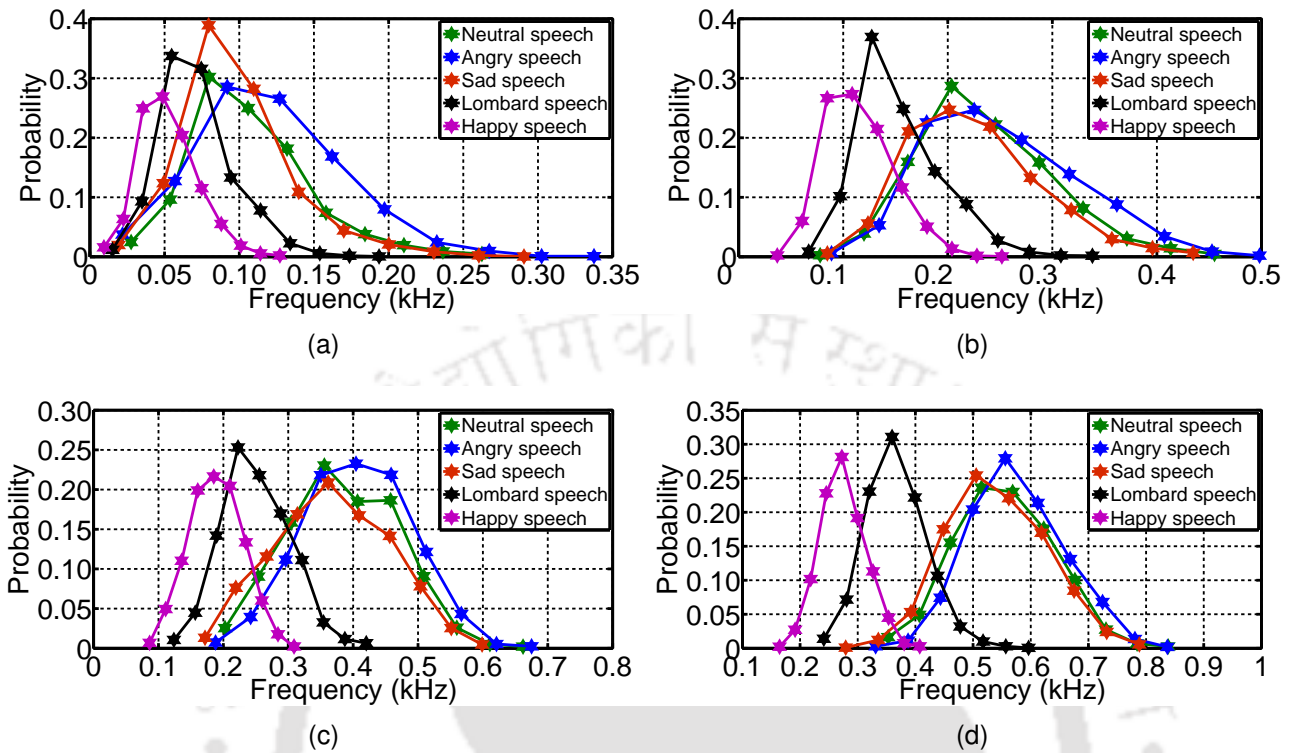 0.4
0.3
0.2
0.1
0
Probability
0 0.05 0.10 0.15 0.20 0.25 0.30 0.35
Frequency (kHz)
Neutral speech
Angry speech
Sad speech
Lombard speech
Happy speech
(a)
0.4
0.3
0.2
0.1
0
Probability
0 0.1 0.2 0.3 0.4 0.5
Frequency (kHz)
Neutral speech
Angry speech
Sad speech
Lombard speech
Happy speech
(b)
0.30
0.25
0.20
0.15
0.10
0.05
0
Probability
0 0.1 0.2 0.3 0.4 0.5 0.6 0.7 0.8
Frequency (kHz)
Neutral speech
Angry speech
Sad speech
Lombard speech
Happy speech
(c)
0.35
0.30
0.25
0.20
0.15
0.10
0.05
0
Probability
0.1 0.2 0.3 0.4 0.5 0.6 0.7 0.8 0.9 1
Frequency (kHz)
Neutral speech
Angry speech
Sad speech
Lombard speech
Happy speech
(d)